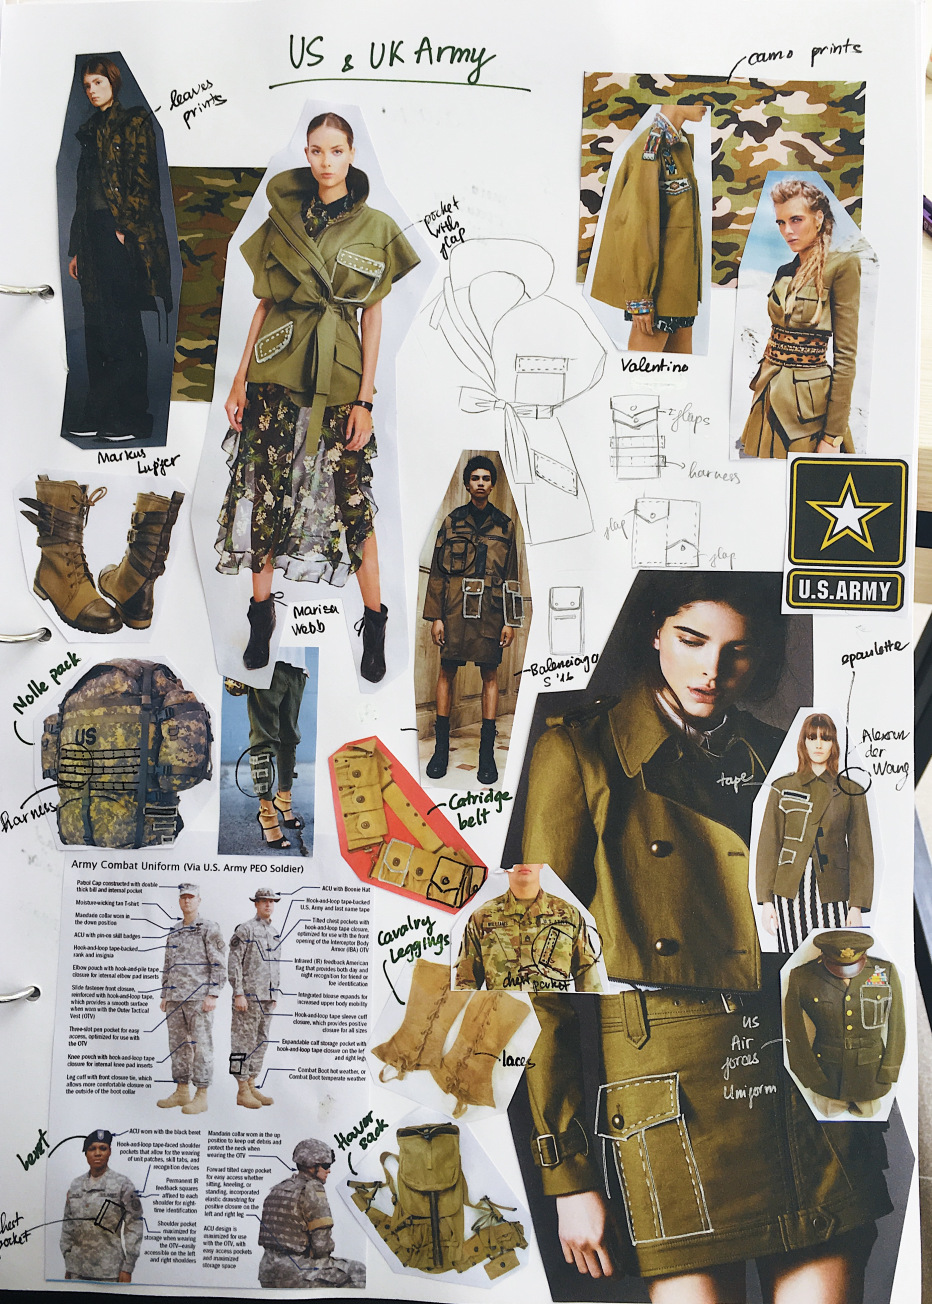 US & UK Army
camo prints
leaves
prints
pocket
with
flap
Valentino
2 flaps
harness
flap
flap
Markus
Lupfer
U.S.ARMY
Marisa
Webb
Balenciaga
S'16
epaulette
Alexan
der
Wang
tape
Nolle pack
US
harness
Catridge
belt
Army Combat Uniform (Via U.S. Army PEO Soldier)
Patrol Cap constructed with double
thick bill and internal pocket
Moisture-wicking tan T-shirt
Mandarin collar worn in
the down position
ACU with pin-on skill badges
Hook-and-loop tape-backed
rank and insignia
Elbow pouch with hook-and-pile tape
closure for internal elbow pad inserts
Slide fastener front closure,
reinforced with hook-and-loop tape,
which provides a smooth surface
when worn with the Outer Tactical
Vest (OTV)
Three-slot pen pocket for easy
access, optimized for use with
the OTV
Knee pouch with hook-and-loop tape
closure for internal knee pad inserts
Leg cuff with front closure tie, which
allows more comfortable closure on
the outside of the boot collar
ACU with Boonie Hat
Hook-and-loop tape-backed
U.S. Army and last name tape
Tilted chest pockets with
hook-and-loop tape closure,
optimized for use with the front
opening of the Interceptor Body
Armor (IBA) OTV
Infrared (IR) feedback American
flag that provides both day and
night recognition for friend or
foe identification
Integrated blouse expands for
increased upper body mobility
Hook-and-loop tape sleeve cuff
closure, which provides positive
closure for all sizes
Expandable calf storage pocket with
hook-and-loop tape closure on the left
and right legs
Combat Boot hot weather, or
Combat Boot temperate weather
Cavalry
leggings
chest pocket
laces
US
Air
forces
Uniform
beret
ACU worn with the black beret
Hook-and-loop tape-faced shoulder
pockets that allow for the wearing
of unit patches, skill tabs, and
recognition devices
Permanent IR
feedback squares
affixed to each
shoulder for night-
time identification
Shoulder pocket
maximized for
storage when wearing
the OTV—easily
accessible on the left
and right shoulders
Mandarin collar worn in the up
position to keep out debris and
protect the neck when
wearing the OTV
Forward tilted cargo pocket
for easy access whether
sitting, kneeling, or
standing, incorporated
elastic drawstring for
positive closure on the
left and right leg
ACU design is
maximized for use
with the OTV, with
easy access pockets
and maximized
storage space
Havor
sack
chest
pocket